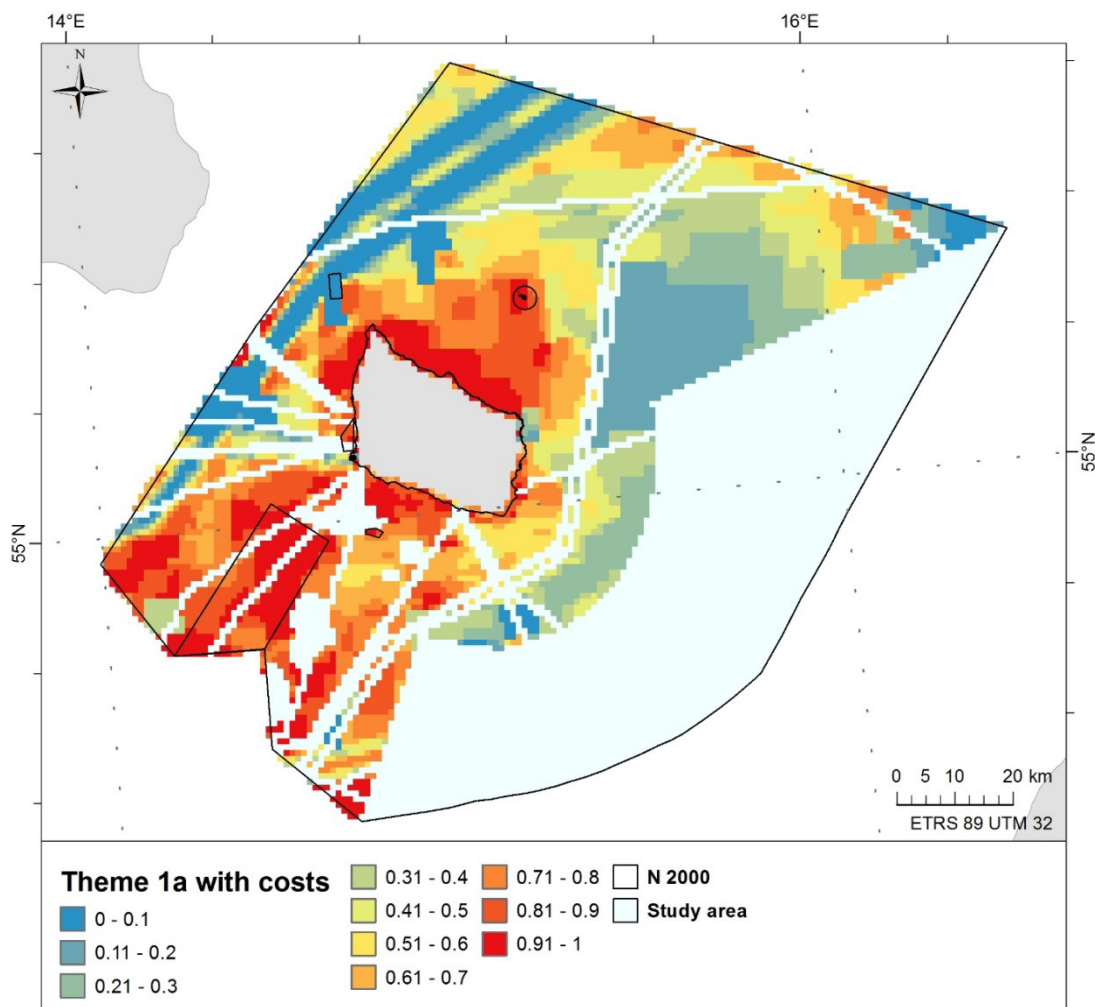 14°E
16°E
N
55°N
55°N
0 5 10 20 km
ETRS 89 UTM 32
Theme 1a with costs
0 - 0.1
0.11 - 0.2
0.21 - 0.3
0.31 - 0.4
0.41 - 0.5
0.51 - 0.6
0.61 - 0.7
0.71 - 0.8
0.81 - 0.9
0.91 - 1
N 2000
Study area